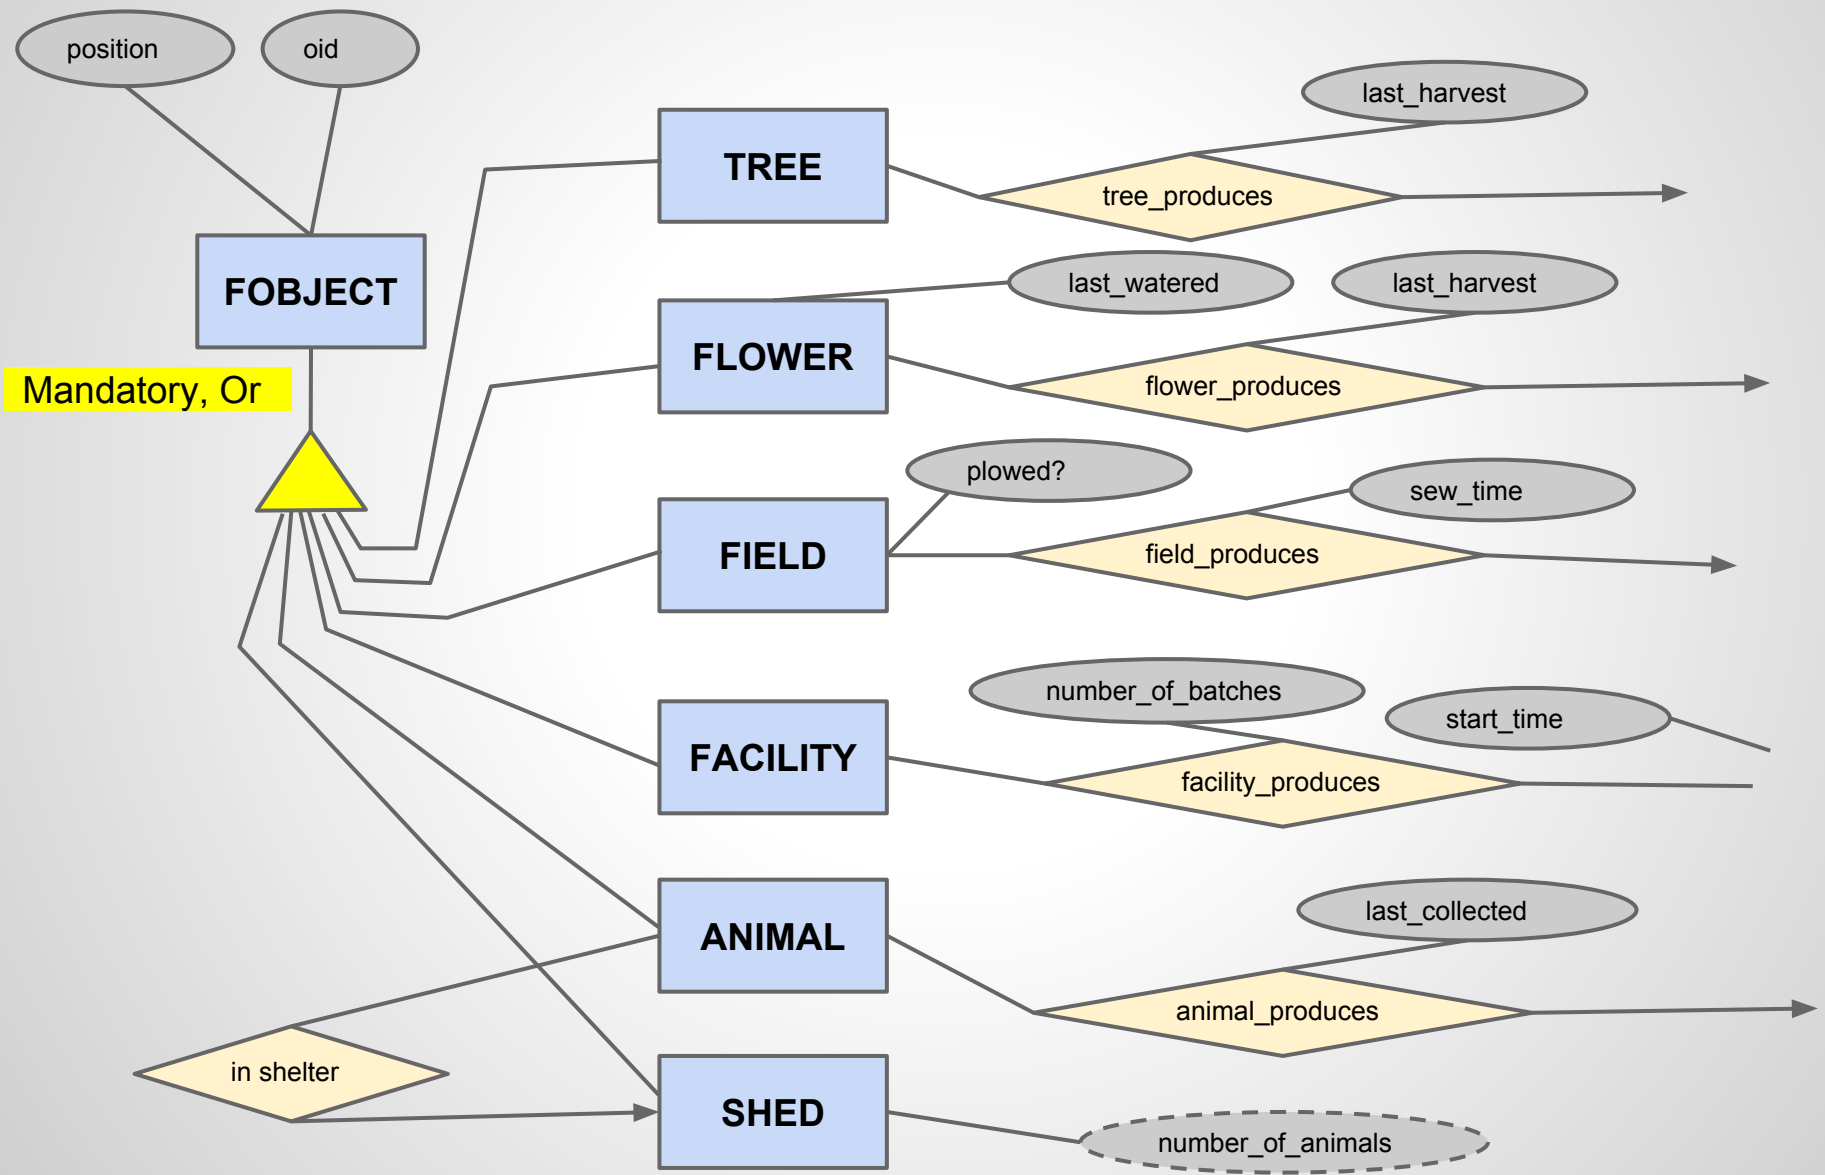 position
oid
last_harvest
TREE
tree_produces
FOBJECT
last_watered
last_harvest
FLOWER
flower_produces
Mandatory, Or
plowed?
sew_time
FIELD
field_produces
number_of_batches
start_time
FACILITY
facility_produces
last_collected
ANIMAL
animal_produces
in shelter
SHED
number_of_animals